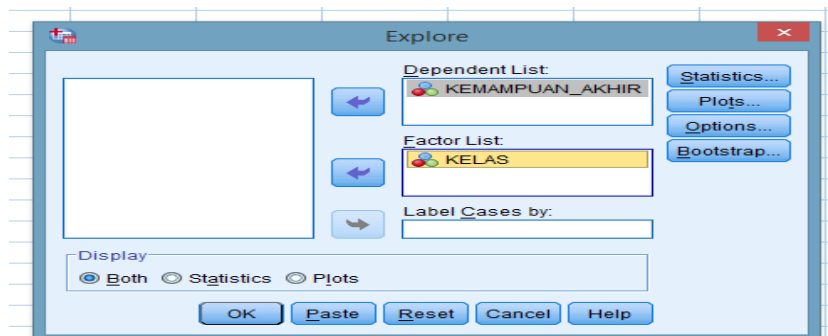 Explore
Dependent List:
KEMAMPUAN_AKHIR
Factor List:
KELAS
Label Cases by:
Statistics...
Plots...
Options...
Bootstrap...
Display
Both Statistics Plots
OK Paste Reset Cancel Help